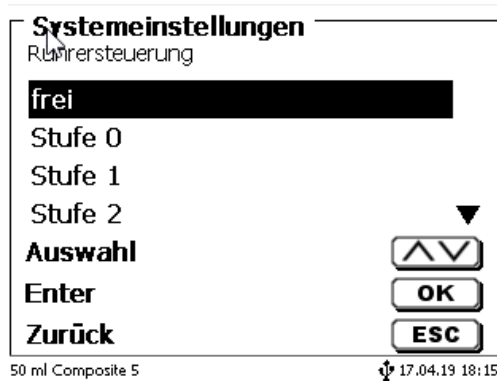 Systemeinstellungen
Rührersteuerung
frei
Stufe 0
Stufe 1
Stufe 2
Auswahl
Enter OK
Zurück ESC
50 ml Composite 5 17.04.19 18:15